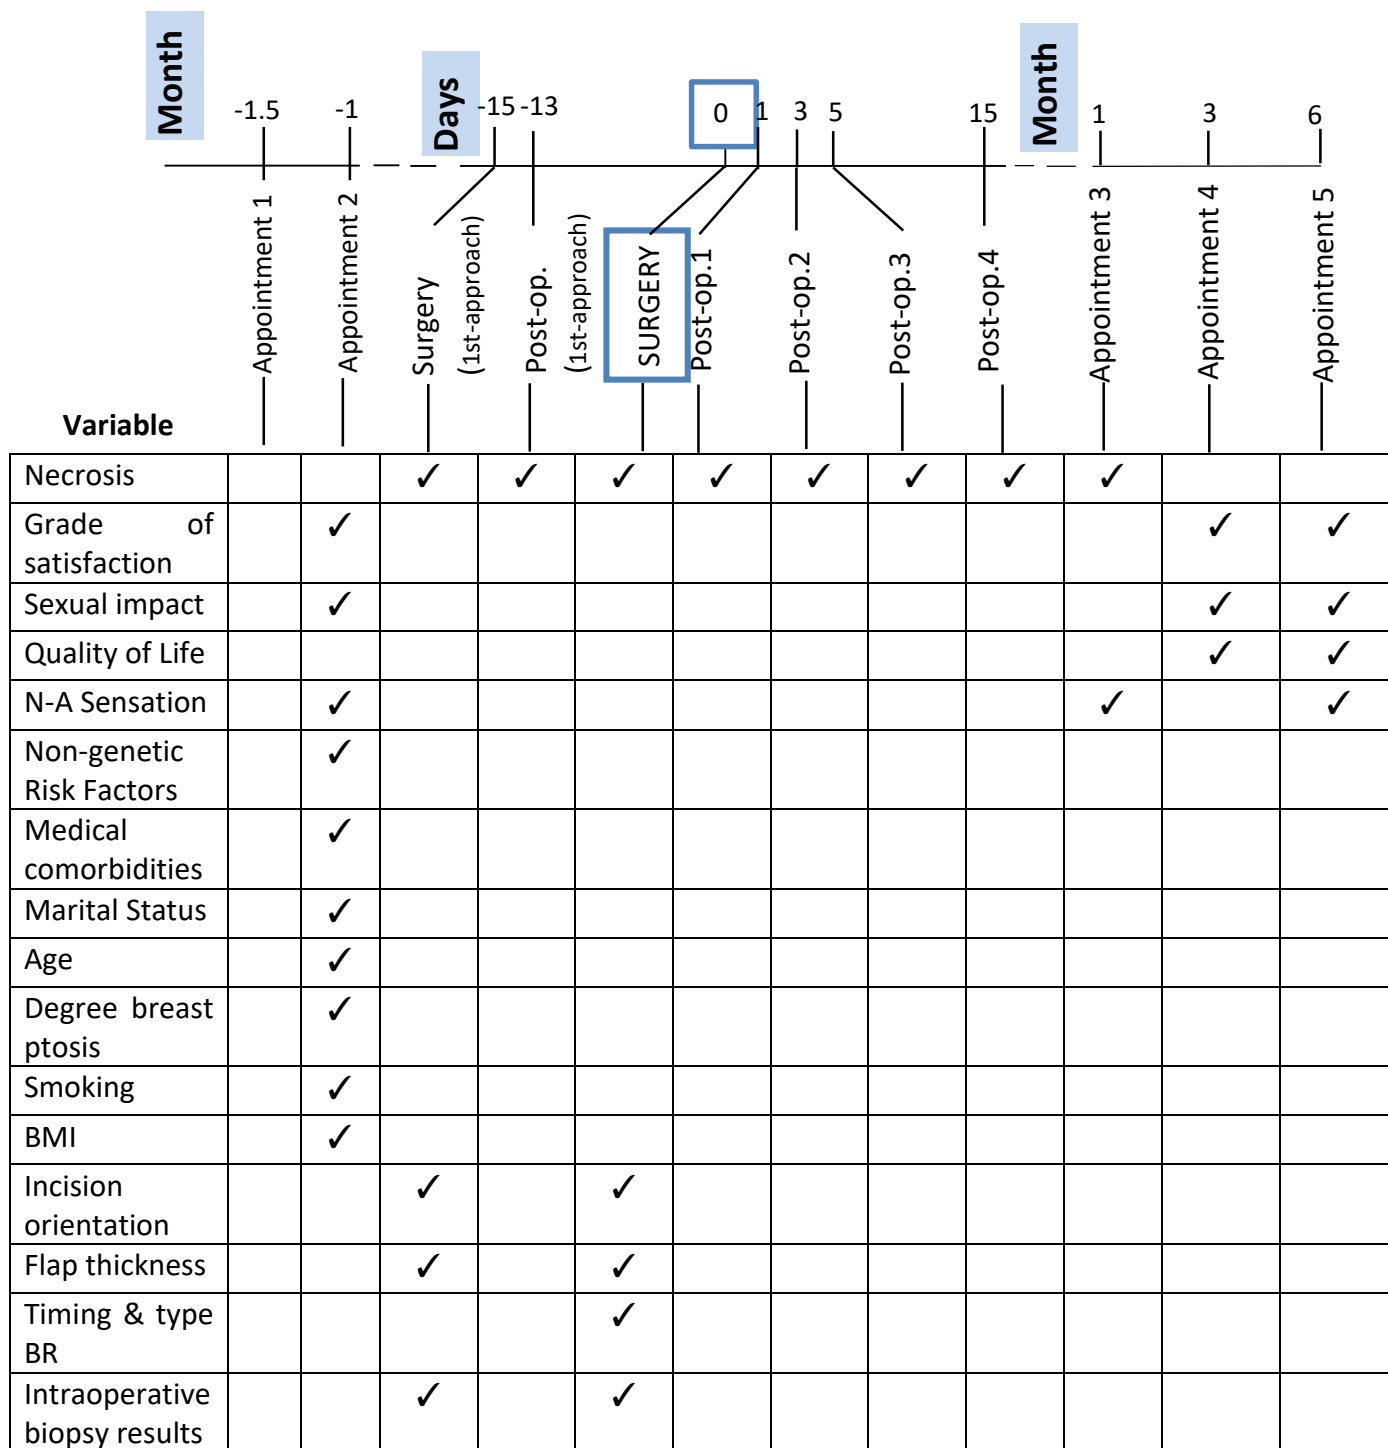 Month
Days
Month
-1.5
-1
-15
-13
0
1
3
5
15
1
3
6
Appointment 1
Appointment 2
Surgery
(1st-approach)
Post-op.
(1st-approach)
SURGERY
Post-op.1
Post-op.2
Post-op.3
Post-op.4
Appointment 3
Appointment 4
Appointment 5
Variable
Necrosis ✓ ✓ ✓ ✓ ✓ ✓ ✓ ✓
Grade of ✓ ✓ ✓
satisfaction
Sexual impact ✓ ✓ ✓
Quality of Life ✓ ✓
N-A Sensation ✓ ✓ ✓
Non-genetic ✓
Risk Factors
Medical ✓
comorbidities
Marital Status ✓
Age ✓
Degree breast ✓
ptosis
Smoking ✓
BMI ✓
Incision ✓ ✓
orientation
Flap thickness ✓ ✓
Timing & type ✓
BR
Intraoperative ✓ ✓
biopsy results